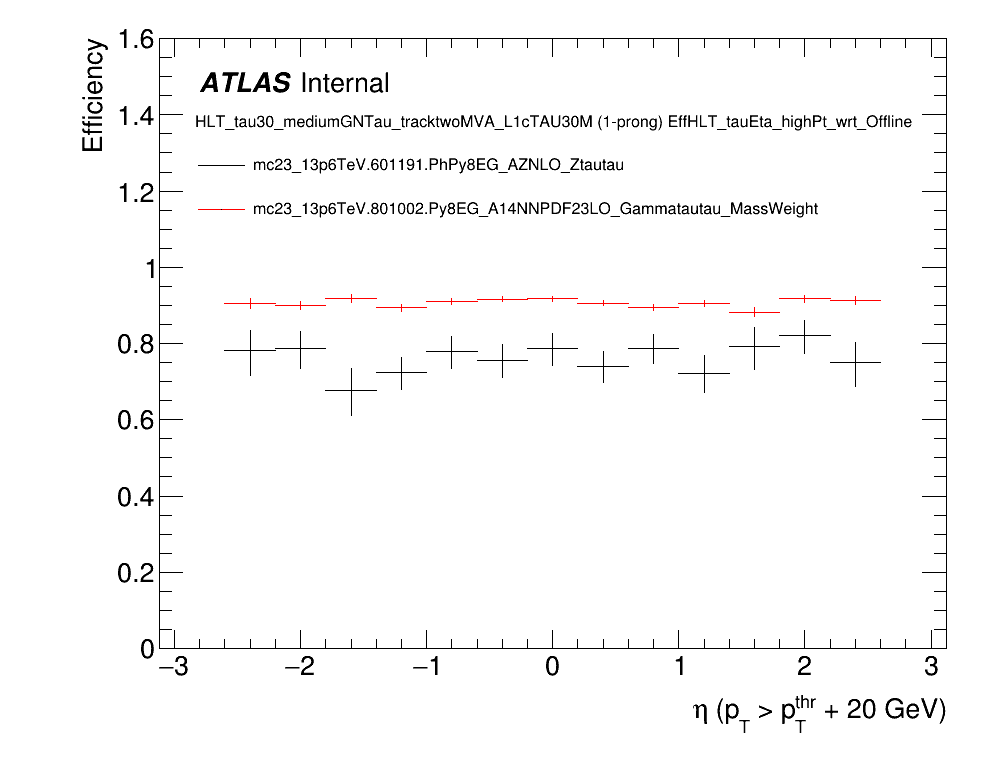 1.6
Efficiency
ATLAS Internal
1.4
HLT_tau30_mediumGNTau_tracktwoMVA_L1cTAU30M (1-prong) EffHLT_tauEta_highPt_wrt_Offline
mc23_13p6TeV.601191.PhPy8EG_AZNLO_Ztautau
1.2
mc23_13p6TeV.801002.Py8EG_A14NNPDF23LO_Gammatautau_MassWeight
1
0.8
0.6
0.4
0.2
0
−3 −2 −1 0 1 2 3
η (p_T > p_T^thr + 20 GeV)